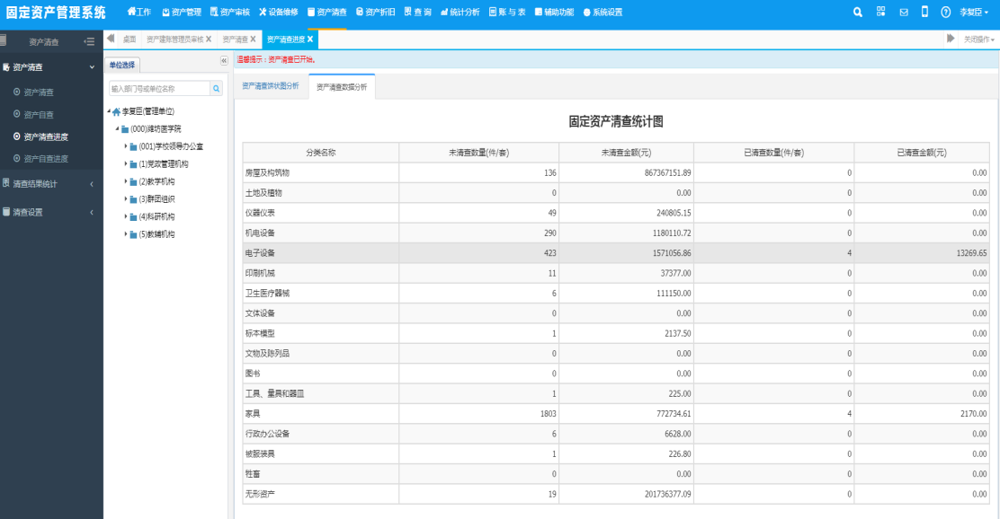 固定资产管理系统 工作 资产管理 资产审核 设备维修 资产清查 资产折旧 查 询 统计分析 账 与 表 辅助功能 系统设置 李复臣
资产清查 桌面 资产建账管理员审核 X 资产清查 X 资产清查进度 X 关闭操作
资产清查
资产清查
资产自查
资产清查进度
资产自查进度
清查结果统计
清查设置
单位选择
输入部门号或单位名称
李复臣(管理单位)
(000)潍坊医学院
(001)学校领导办公室
(1)党政管理机构
(2)教学机构
(3)群团组织
(4)科研机构
(5)教辅机构
温馨提示：资产清查已开始。
资产清查饼状图分析 资产清查数据分析
固定资产清查统计图
分类名称 未清查数量(件/套) 未清查金额(元) 已清查数量(件/套) 已清查金额(元)
房屋及构筑物 136 867367151.89 0 0.00
土地及植物 0 0.00 0 0.00
仪器仪表 49 240805.15 0 0.00
机电设备 290 1180110.72 0 0.00
电子设备 423 1571056.86 4 13269.65
印刷机械 11 37377.00 0 0.00
卫生医疗器械 6 111150.00 0 0.00
文体设备 0 0.00 0 0.00
标本模型 1 2137.50 0 0.00
文物及陈列品 0 0.00 0 0.00
图书 0 0.00 0 0.00
工具、量具和器皿 1 225.00 0 0.00
家具 1803 772734.61 4 2170.00
行政办公设备 6 6628.00 0 0.00
被服装具 1 226.80 0 0.00
牲畜 0 0.00 0 0.00
无形资产 19 201736377.09 0 0.00